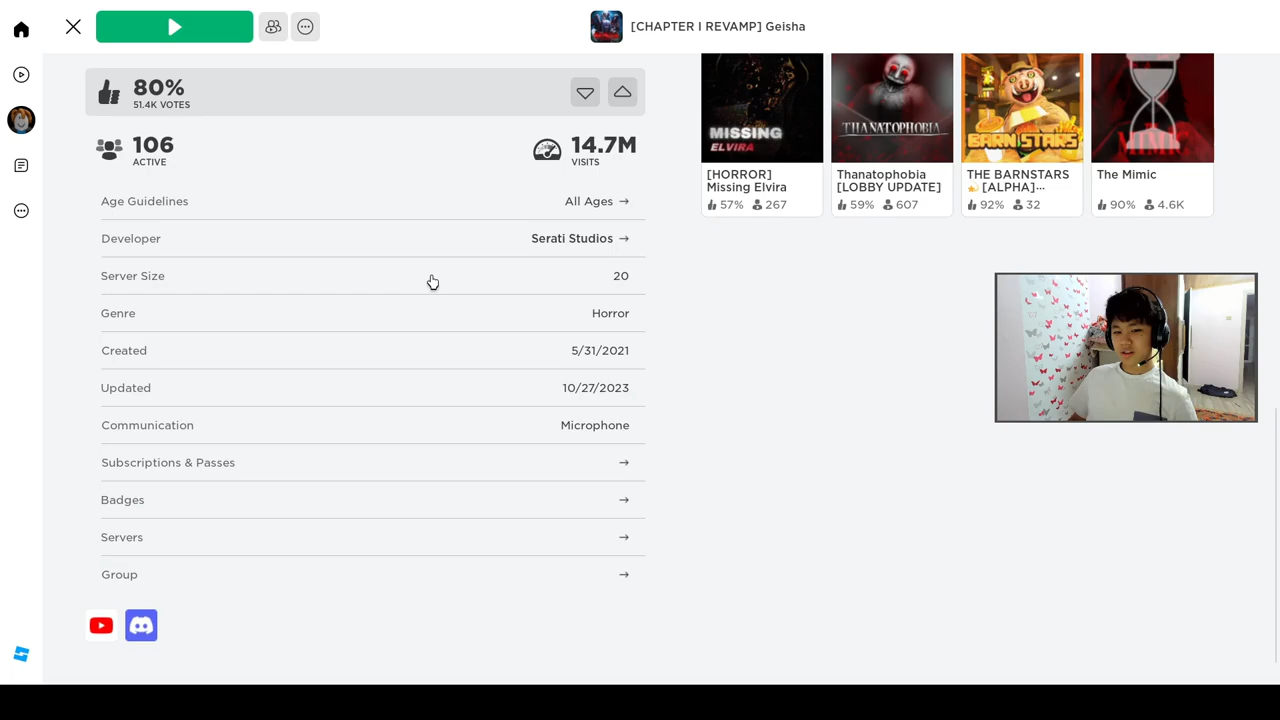 [CHAPTER I REVAMP] Geisha
80%
51.4K VOTES
106
ACTIVE
14.7M
VISITS
Age Guidelines
All Ages →
Developer
Serati Studios →
Server Size
20
Genre
Horror
Created
5/31/2021
Updated
10/27/2023
Communication
Microphone
Subscriptions & Passes →
Badges →
Servers →
Group →
MISSING
ELVIRA
[HORROR]
Missing Elvira
57% 267
THANATOPHOBIA
Thanatophobia
[LOBBY UPDATE]
59% 607
BARN STARS
THE BARNSTARS
[ALPHA]...
92% 32
MIMIC
The Mimic
90% 4.6K